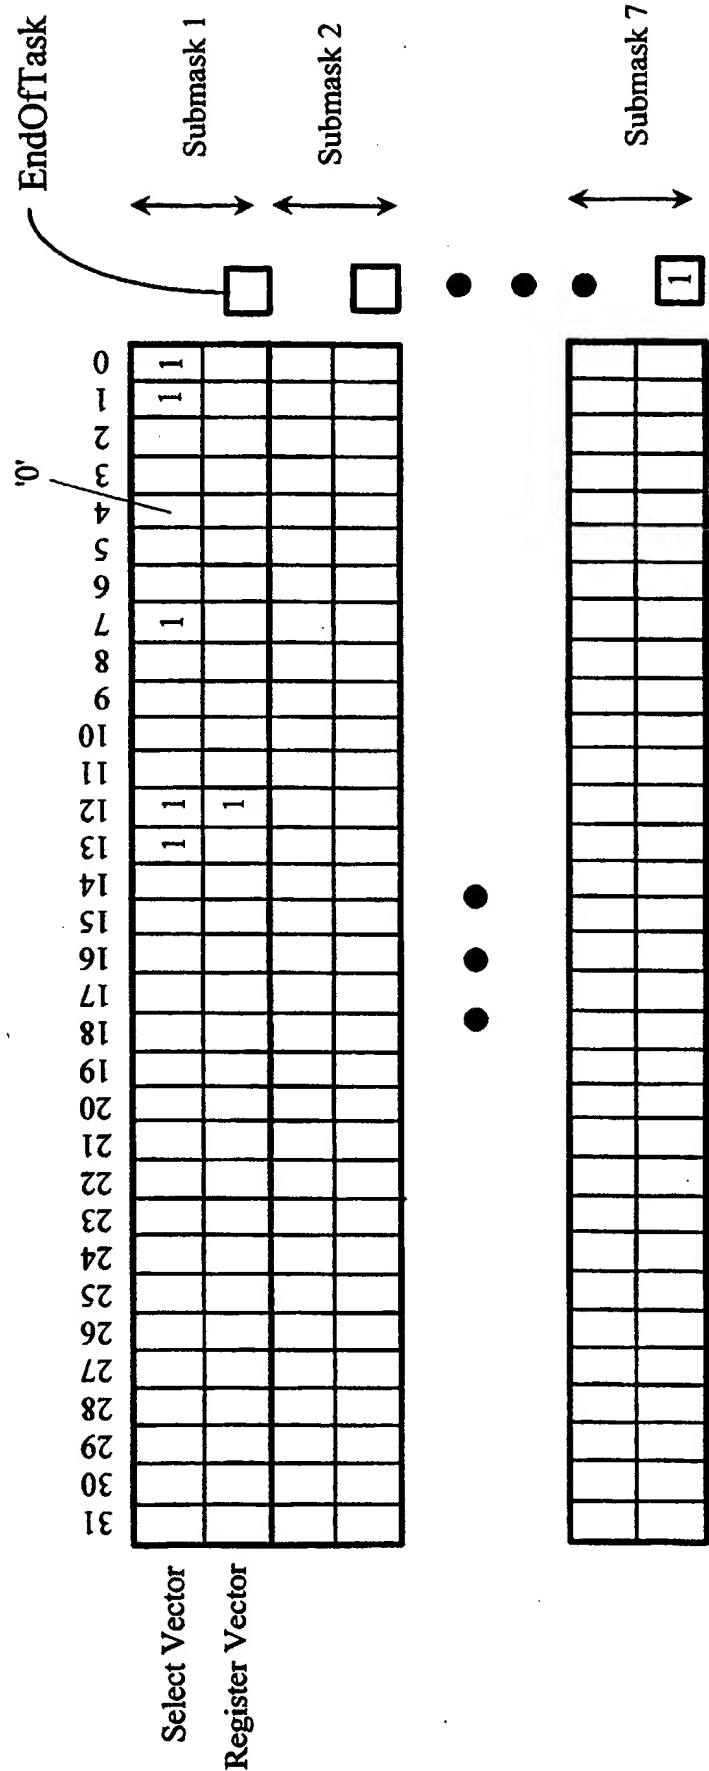 EndOfTask
'0'
31 30 29 28 27 26 25 24 23 22 21 20 19 18 17 16 15 14 13 12 11 10 9 8 7 6 5 4 3 2 1 0
Select Vector 1 1 1 1 1 Submask 1
Register Vector 1
Submask 2
Submask 7
1